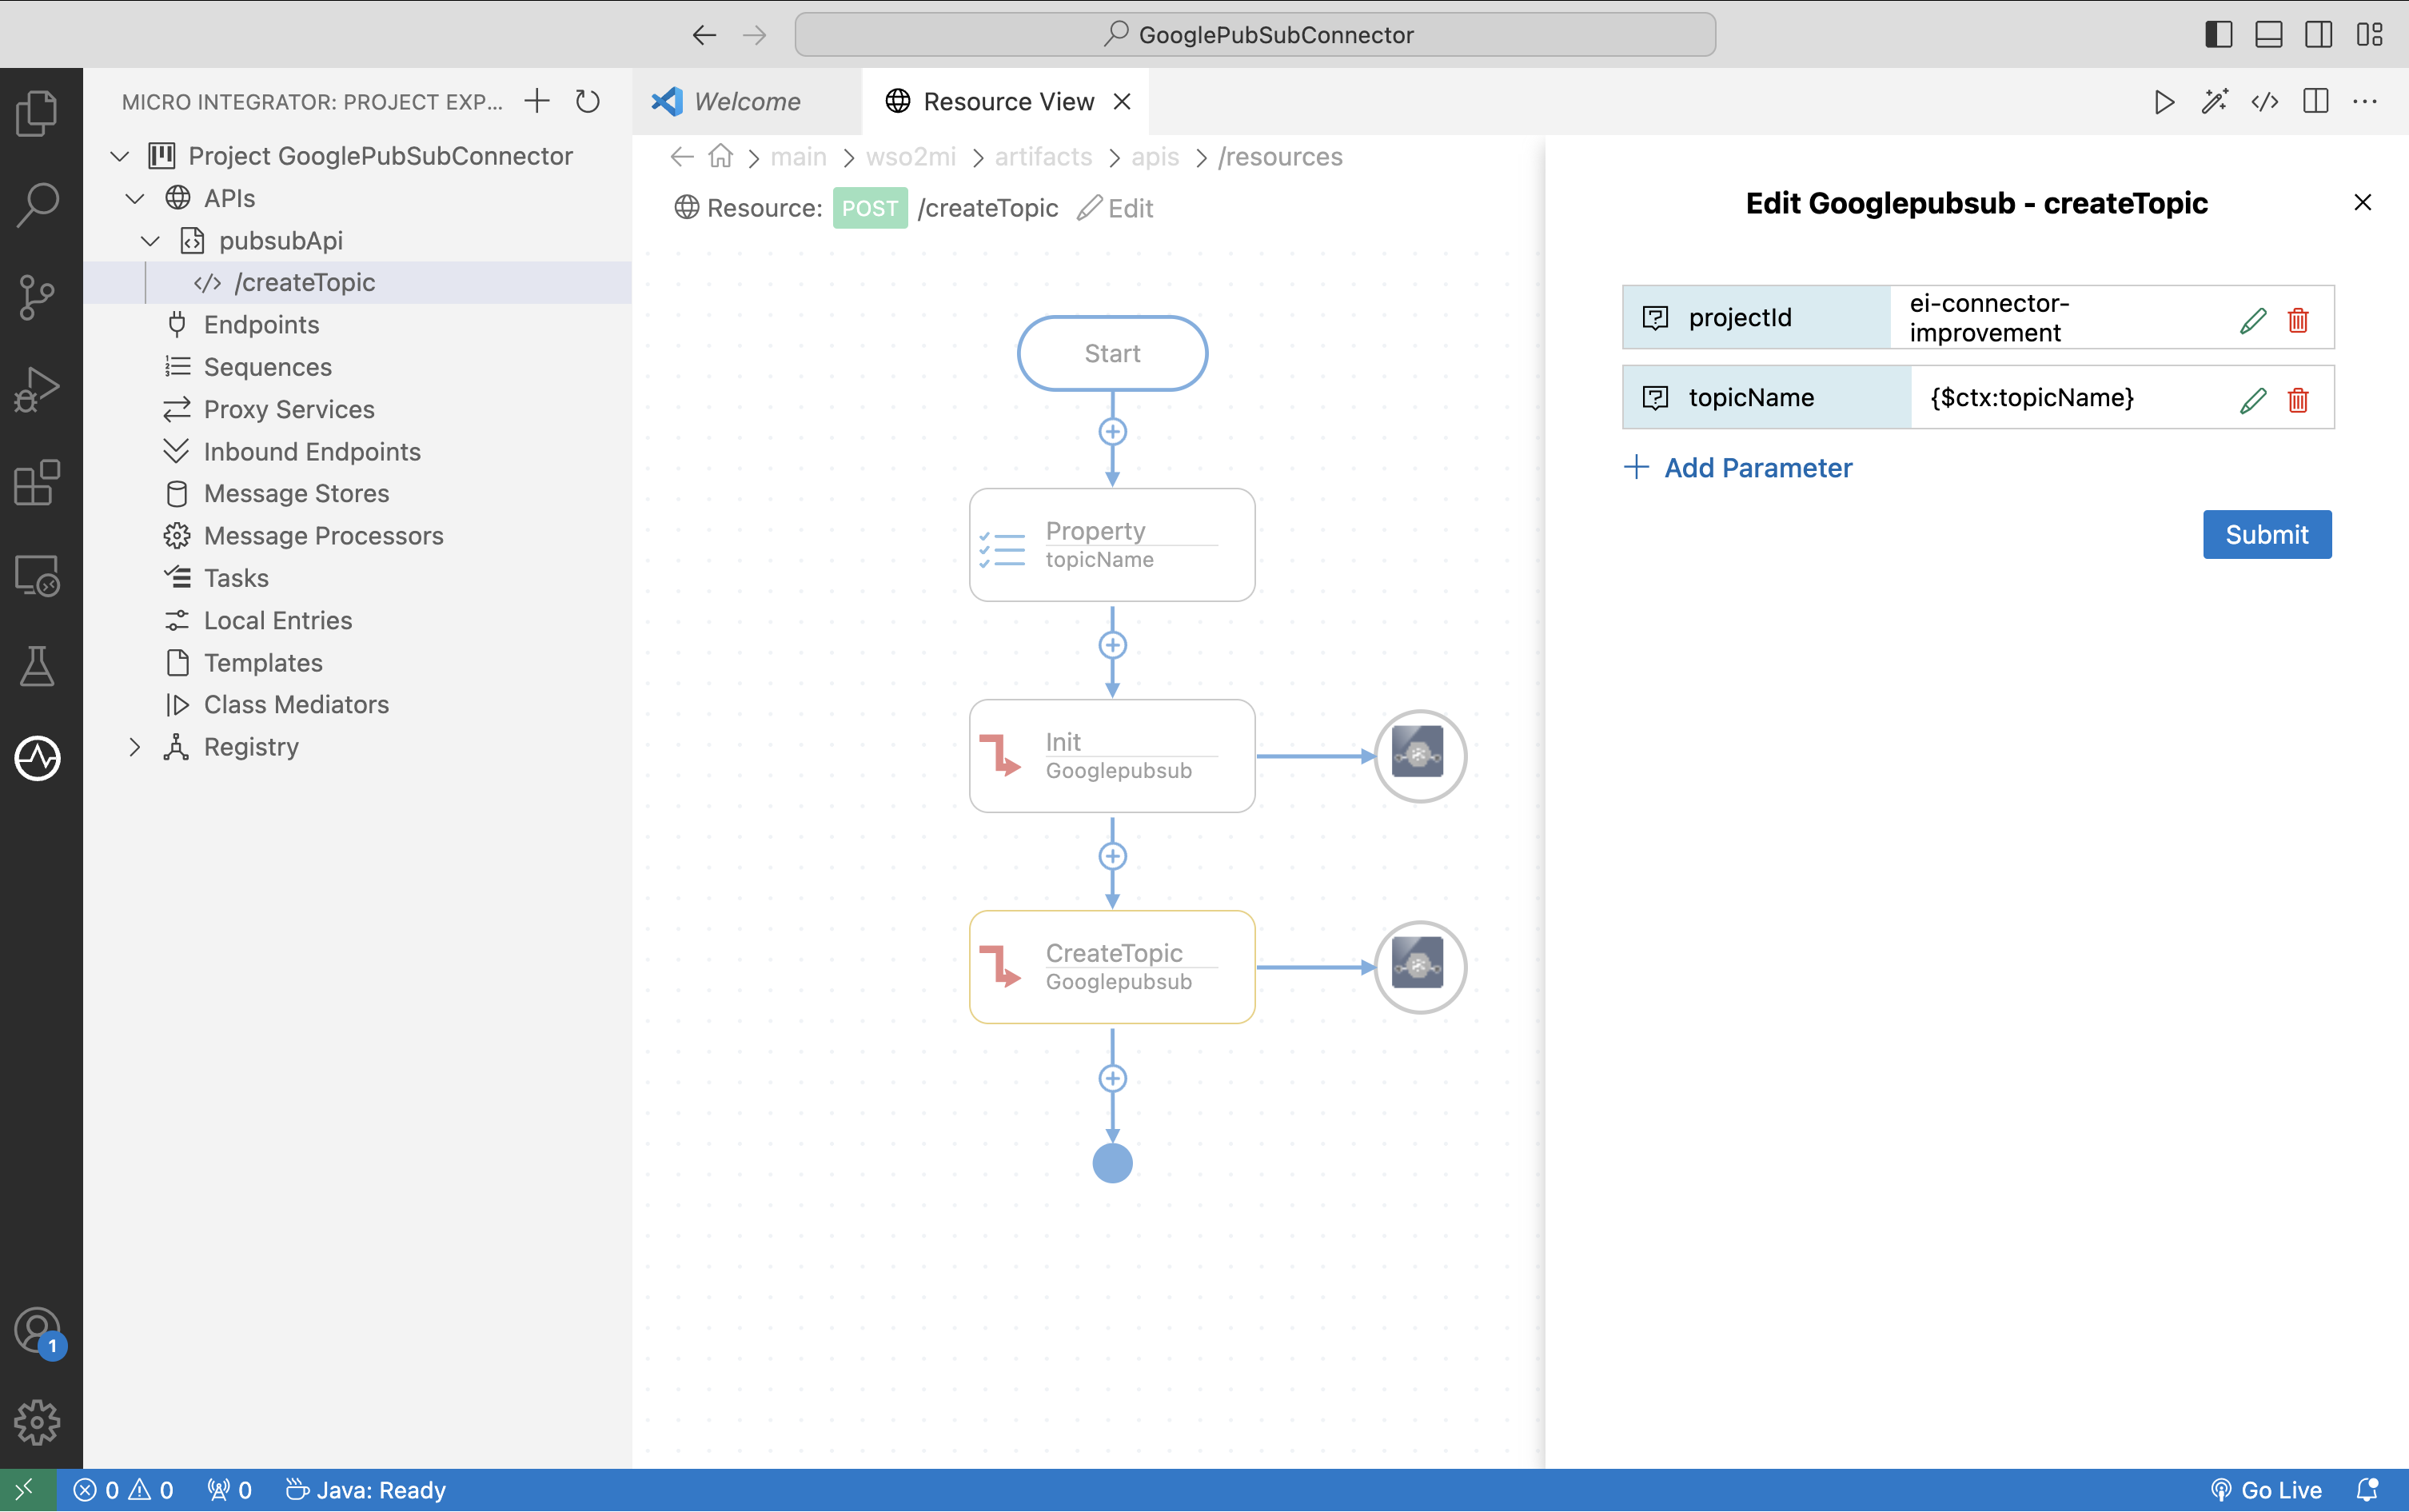 GooglePubSubConnector
MICRO INTEGRATOR: PROJECT EXP...
Welcome
Resource View
Project GooglePubSubConnector
APIs
pubsubApi
/createTopic
Endpoints
Sequences
Proxy Services
Inbound Endpoints
Message Stores
Message Processors
Tasks
Local Entries
Templates
Class Mediators
Registry
main > wso2mi > artifacts > apis > /resources
Resource: POST /createTopic Edit
Start
Property
topicName
Init
Googlepubsub
CreateTopic
Googlepubsub
Edit Googlepubsub - createTopic
projectId
ei-connector-
improvement
topicName
{$ctx:topicName}
Add Parameter
Submit
1
0 0 0 Java: Ready
Go Live